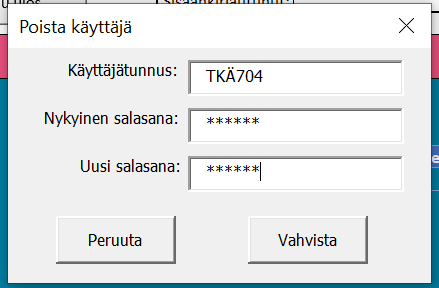 Poista käyttäjä
Käyttäjätunnus: TKÄ704
Nykyinen salasana: ******
Uusi salasana: ******
Peruuta Vahvista